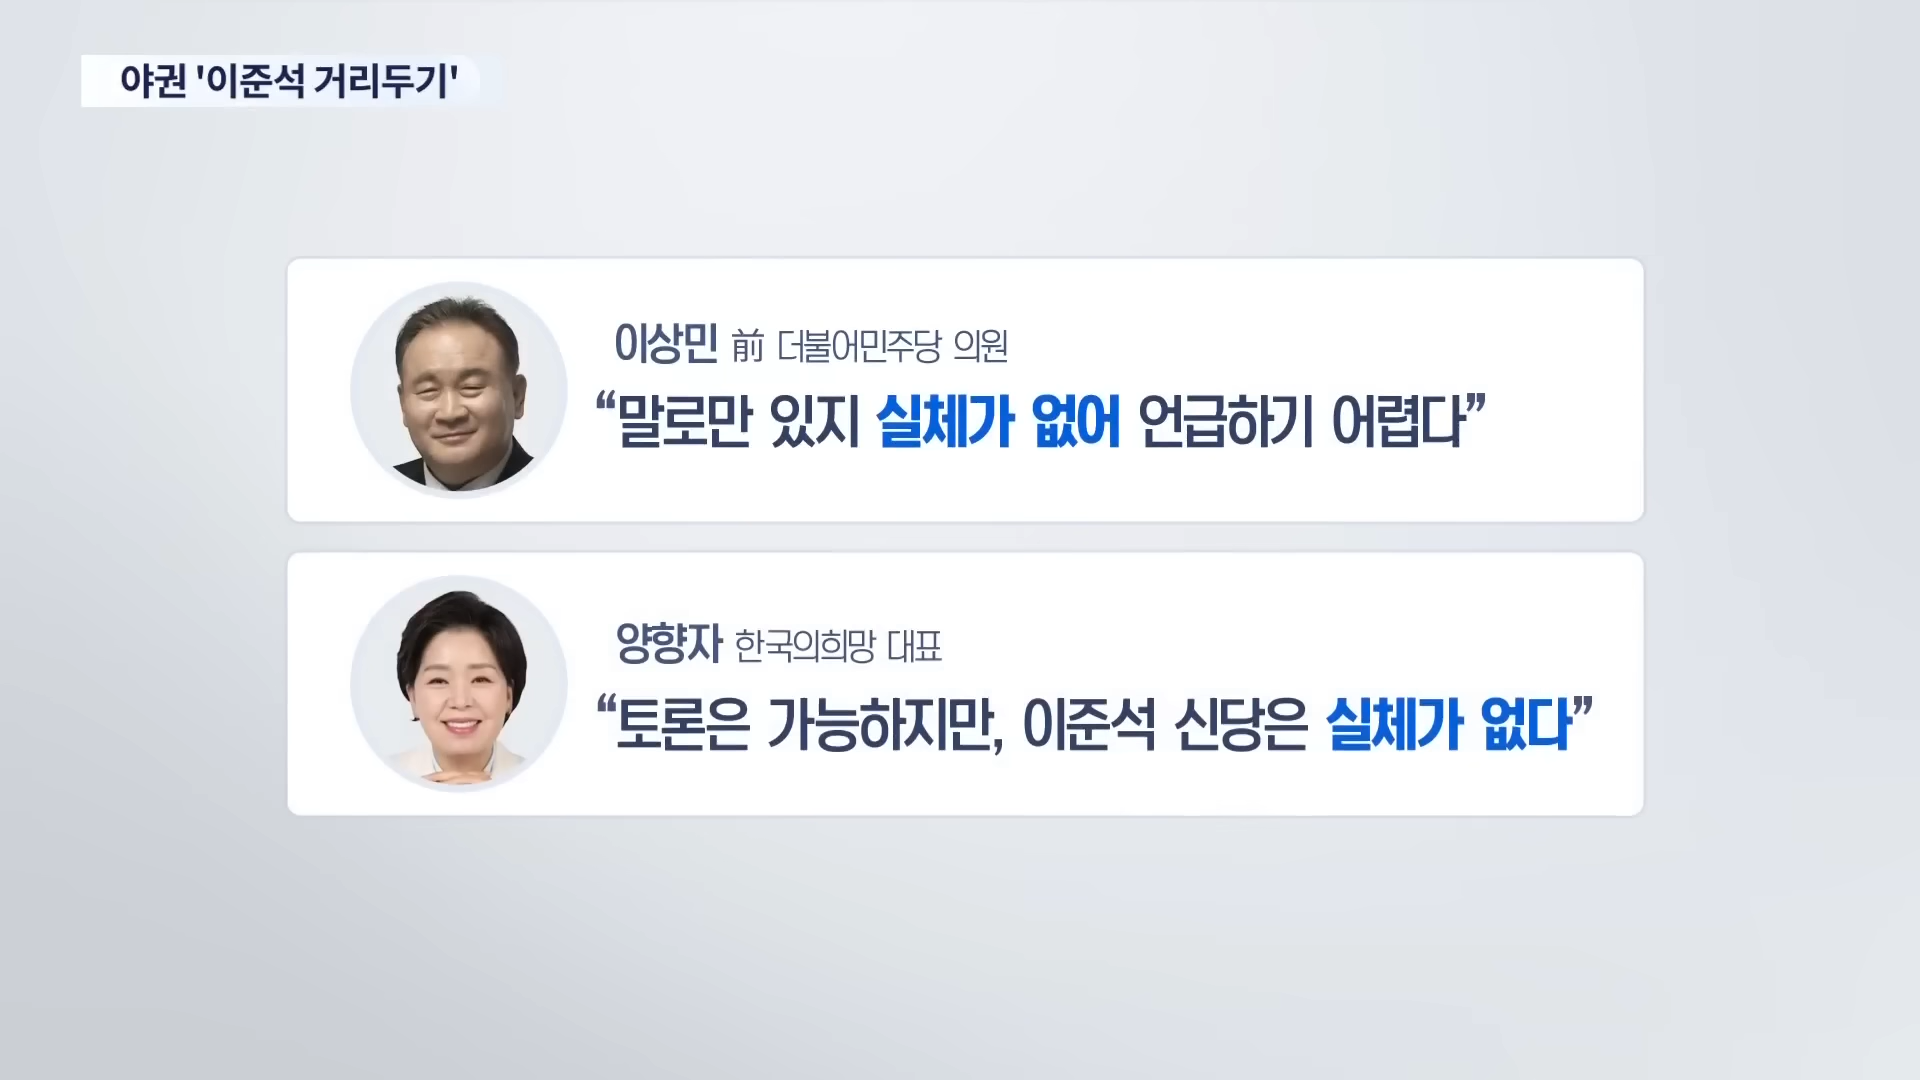 야권 '이준석 거리두기'
이상민 前 더불어민주당 의원
“말로만 있지 실체가 없어 언급하기 어렵다”
양향자 한국의희망 대표
“토론은 가능하지만, 이준석 신당은 실체가 없다”